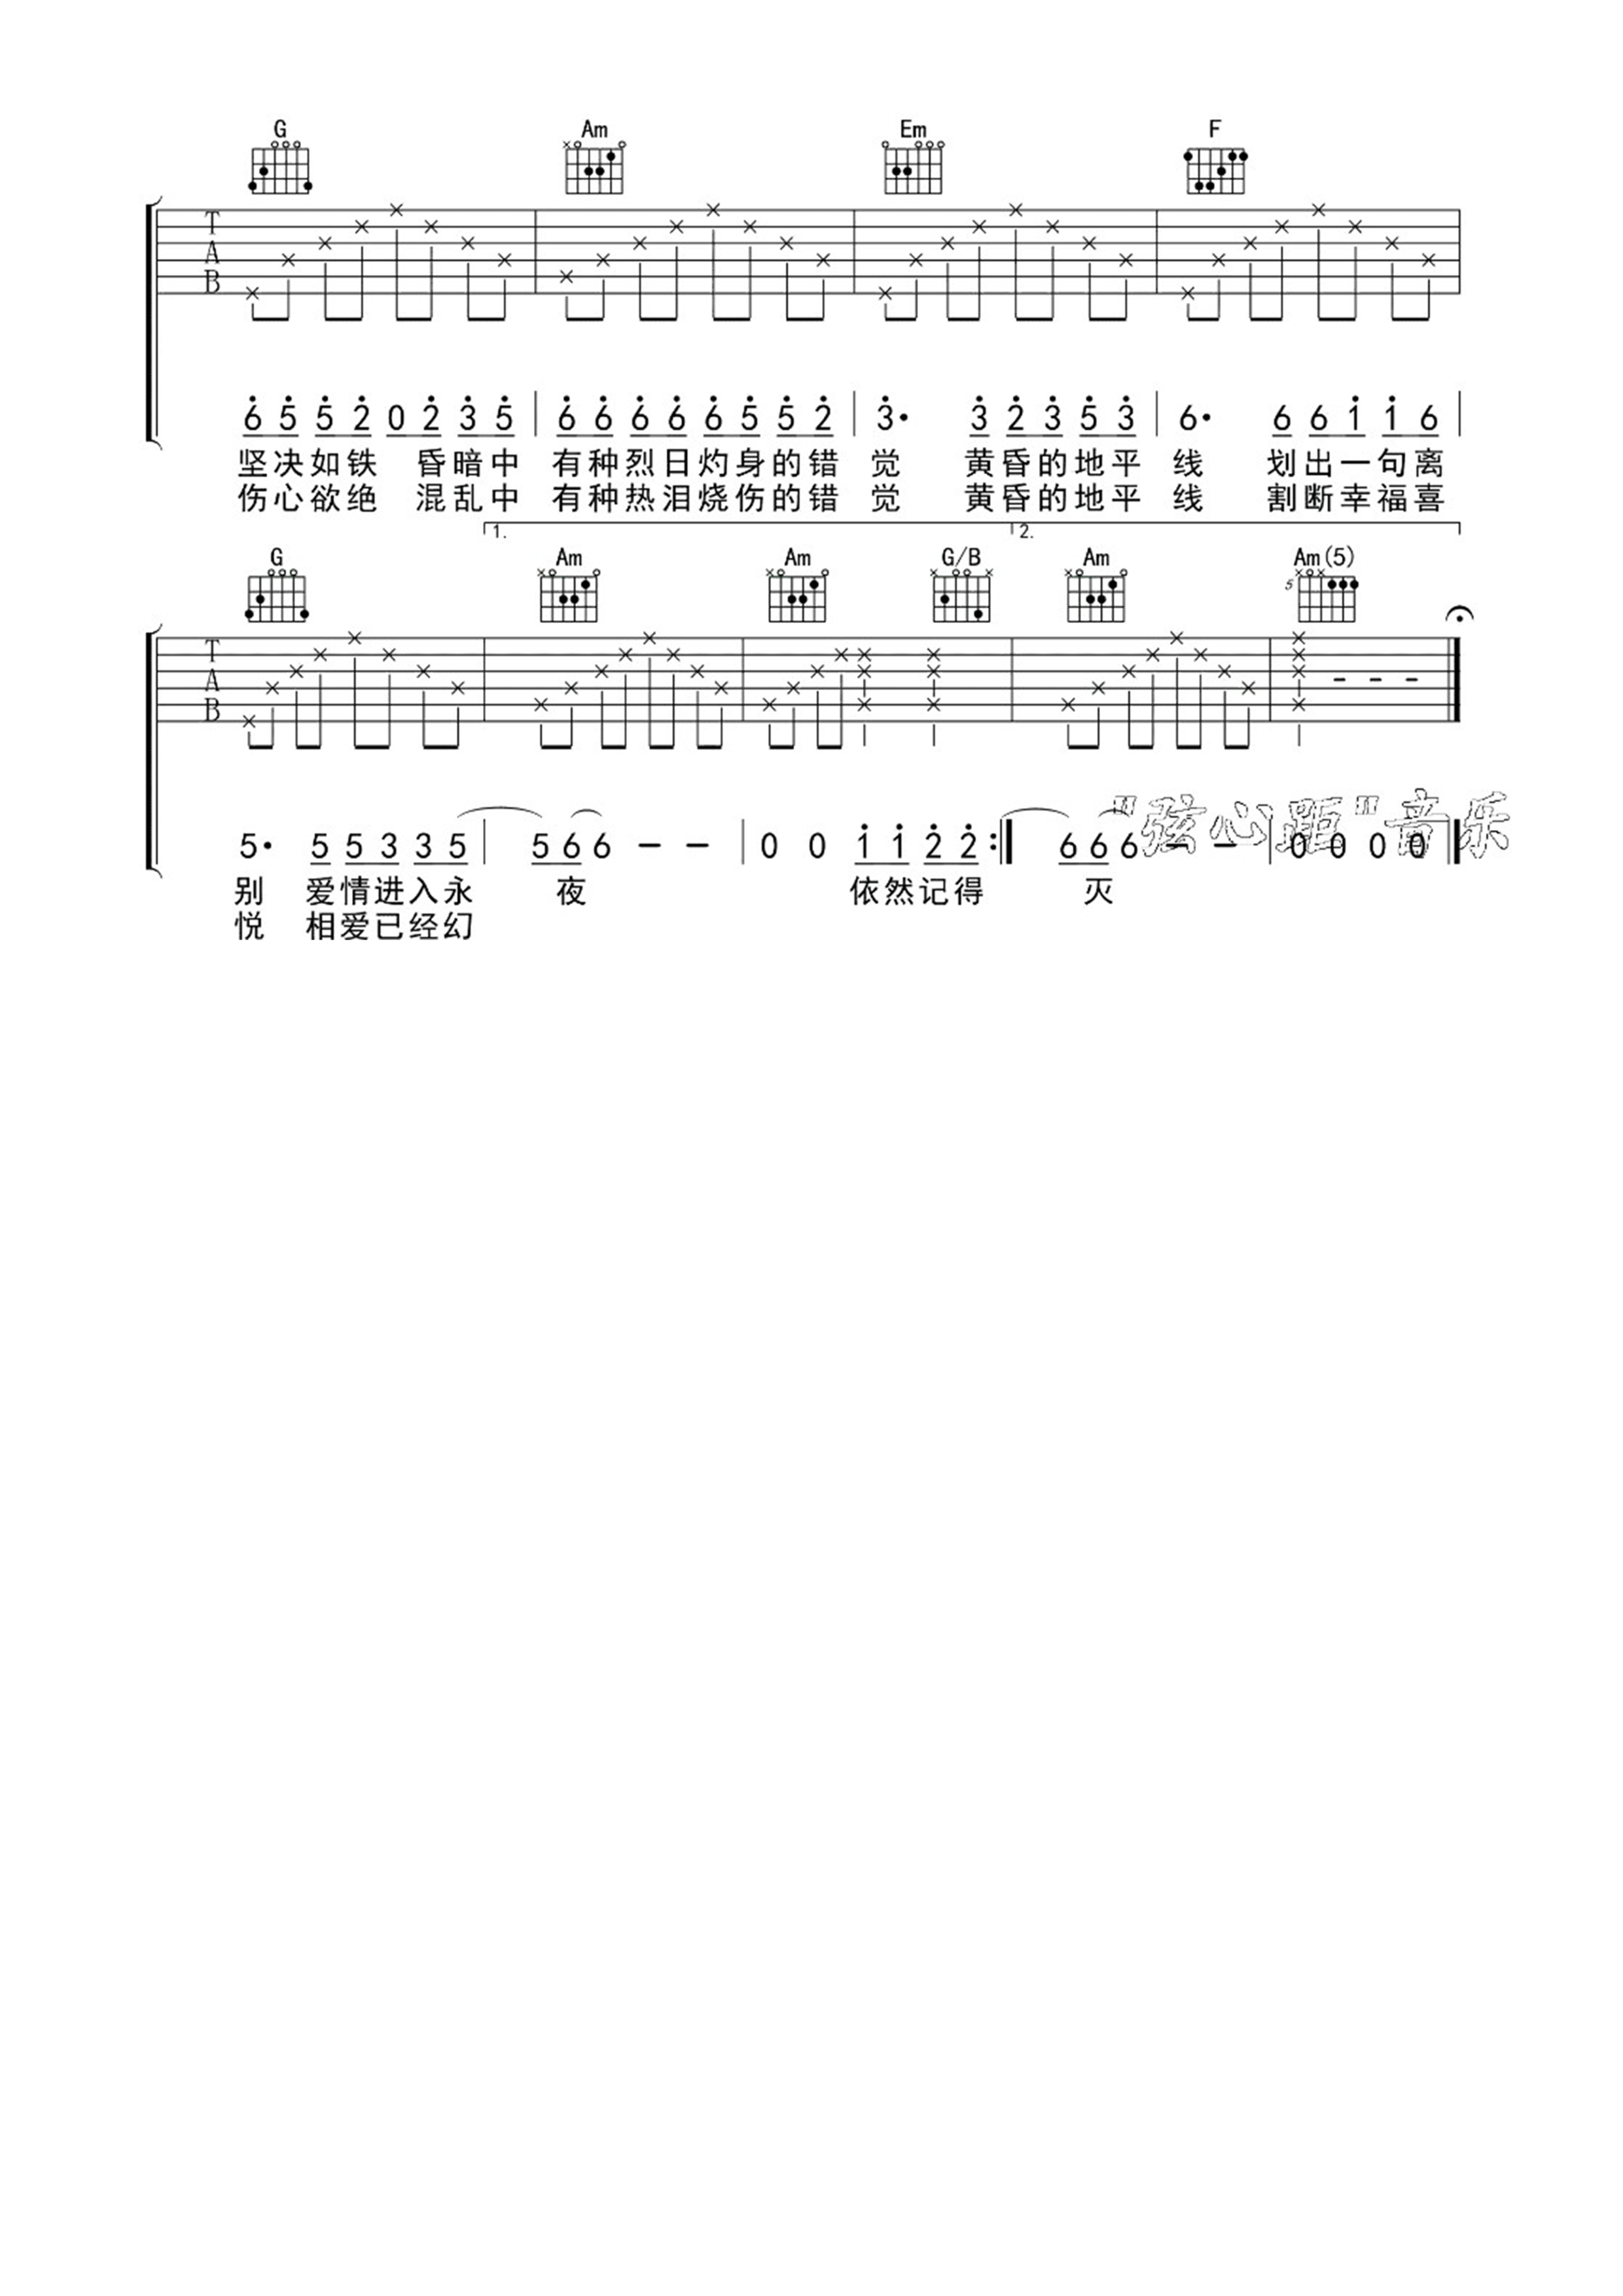 G Am Em F
T
A
B
6 5 5 2 0 2 3 5 6 6 6 6 6 5 5 2 3· 3 2 3 5 3 6· 6 6 1 1 6
坚决如铁 昏暗中 有种烈日灼身的错觉 黄昏的地平线 划出一句离
伤心欲绝 混乱中 有种热泪烧伤的错觉 黄昏的地平线 割断幸福喜
1. 2.
G Am Am G/B Am Am(5)
5
T
A
B
"弦心距"音乐
5· 5 5 3 3 5 5 6 6 - - 0 0 1 1 2 2 6 6 6 - - 0 0 0 0
别 爱情进入永 夜 依然记得 灭
悦 相爱已经幻